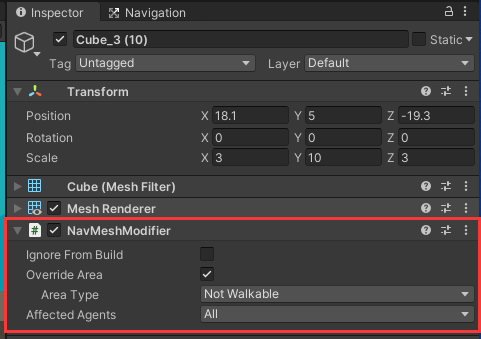 Inspector Navigation
Cube_3 (10) Static
Tag Untagged Layer Default
Transform
Position X 18.1 Y 5 Z -19.3
Rotation X 0 Y 0 Z 0
Scale X 3 Y 10 Z 3
Cube (Mesh Filter)
Mesh Renderer
# NavMeshModifier
Ignore From Build
Override Area
Area Type Not Walkable
Affected Agents All